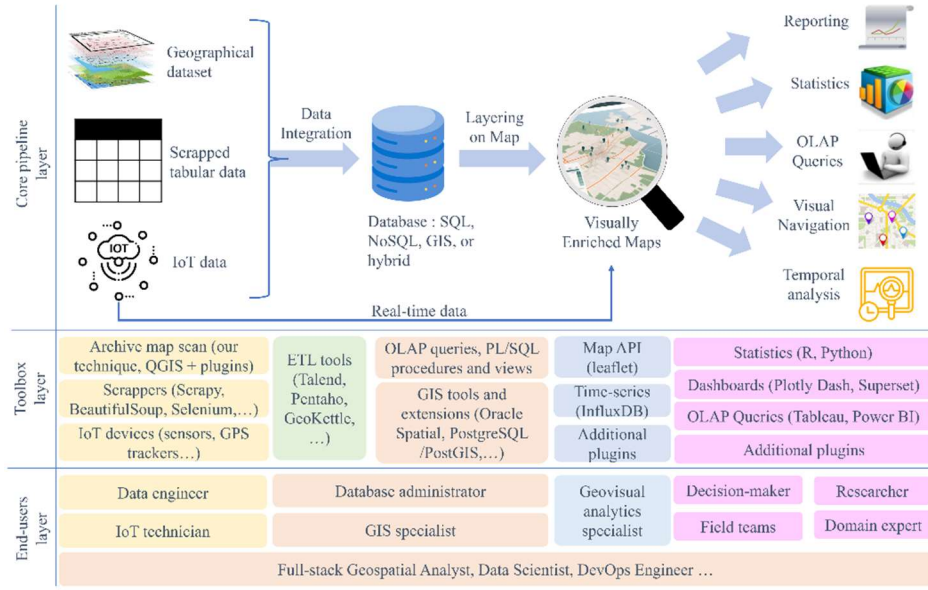 Core pipeline
layer
Geographical
dataset
Scrapped
tabular data
IOT
IoT data
Data
Integration
Database : SQL,
NoSQL, GIS, or
hybrid
Layering
on Map
Visually
Enriched Maps
Real-time data
Reporting
Statistics
OLAP
Queries
Visual
Navigation
Temporal
analysis
Toolbox
layer
Archive map scan (our
technique, QGIS + plugins)
Scrappers (Scrapy,
BeautifulSoup, Selenium,...)
IoT devices (sensors, GPS
trackers...)
ETL tools
(Talend,
Pentaho,
GeoKettle,
...)
OLAP queries, PL/SQL
procedures and views
GIS tools and
extensions (Oracle
Spatial, PostgreSQL
/PostGIS,...)
Map API
(leaflet)
Time-series
(InfluxDB)
Additional
plugins
Statistics (R, Python)
Dashboards (Plotly Dash, Superset)
OLAP Queries (Tableau, Power BI)
Additional plugins
End-users
layer
Data engineer
IoT technician
Database administrator
GIS specialist
Geovisual
analytics
specialist
Decision-maker
Researcher
Field teams
Domain expert
Full-stack Geospatial Analyst, Data Scientist, DevOps Engineer ...